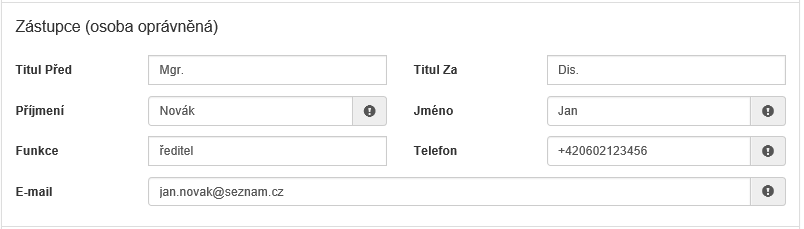 Zástupce (osoba oprávněná)
Titul Před Mgr. Titul Za Dis.
Příjmení Novák Jméno Jan
Funkce ředitel Telefon +420602123456
E-mail jan.novak@seznam.cz